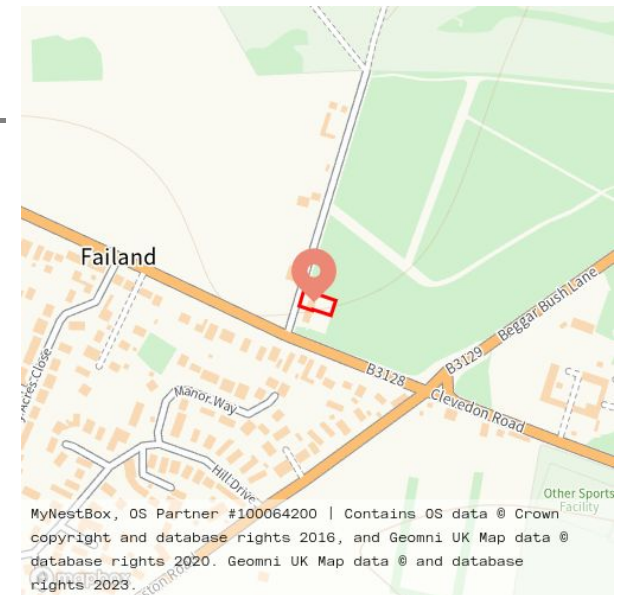 Failand
Beggar Bush Lane
B3129
B3128
Clevedon Road
Manor Way
Hill Drive
Other Sports
Facility
MyNestBox, OS Partner #100064200 | Contains OS data © Crown
copyright and database rights 2016, and Geomni UK Map data ©
database rights 2020. Geomni UK Map data © and database
rights 2023.
mapbox